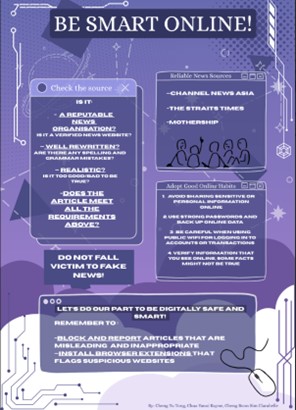 BE SMART ONLINE!
Check the source
IS IT:
- A REPUTABLE
NEWS
ORGANISATION?
IS IT A VERIFIED NEWS WEBSITE?
- WELL REWRITTEN?
ARE THERE ANY SPELLING AND
GRAMMAR MISTAKES?
- REALISTIC?
IS IT TOO GOOD/BAD TO BE
TRUE?
-DOES THE
ARTICLE MEET
ALL THE
REQUIREMENTS
ABOVE?
Reliable News Sources
-CHANNEL NEWS ASIA
-THE STRAITS TIMES
-MOTHERSHIP
Adopt Good Online Habits
1. AVOID SHARING SENSITIVE OR
PERSONAL INFORMATION
ONLINE.
2. USE STRONG PASSWORDS AND
BACK UP ONLINE DATA.
3. BE CAREFUL WHEN USING
PUBLIC WIFI FOR LOGGING IN TO
ACCOUNTS OR TRANSACTIONS
4. VERIFY INFORMATION THAT
YOU SEE ONLINE. SOME FACTS
MIGHT NOT BE TRUE
DO NOT FALL
VICTIM TO FAKE
NEWS!
LET'S DO OUR PART TO BE DIGITALLY SAFE AND
SMART!
REMEMBER TO:
-BLOCK AND REPORT ARTICLES THAT ARE
MISLEADING AND INAPPROPRIATE
-INSTALL BROWSER EXTENSIONS THAT
FLAGS SUSPICIOUS WEBSITES